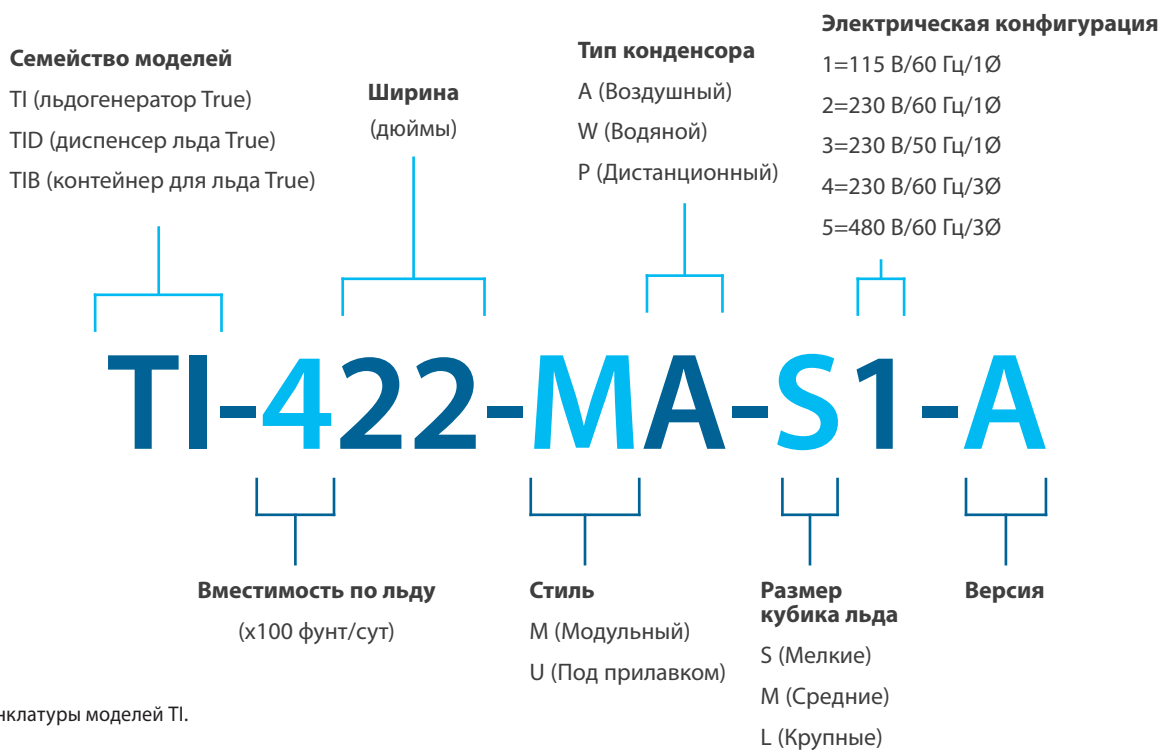 Семейство моделей
TI (льдогенератор True)
TID (диспенсер льда True)
TIB (контейнер для льда True)
Ширина
(дюймы)
Тип конденсора
A (Воздушный)
W (Водяной)
P (Дистанционный)
Электрическая конфигурация
1=115 В/60 Гц/1Ø
2=230 В/60 Гц/1Ø
3=230 В/50 Гц/1Ø
4=230 В/60 Гц/3Ø
5=480 В/60 Гц/3Ø
TI-422-MA-S1-A
Вместимость по льду
(x100 фунт/сут)
Стиль
M (Модульный)
U (Под прилавком)
Размер
кубика льда
S (Мелкие)
M (Средние)
L (Крупные)
Версия
нклатуры моделей TI.